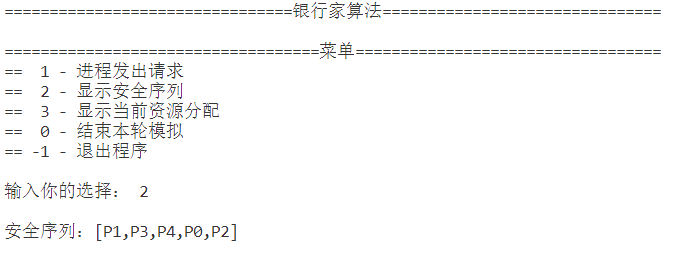 ================================银行家算法===============================
===================================菜单==================================
==  1 - 进程发出请求
==  2 - 显示安全序列
==  3 - 显示当前资源分配
==  0 - 结束本轮模拟
== -1 - 退出程序
输入你的选择： 2
安全序列：[P1,P3,P4,P0,P2]